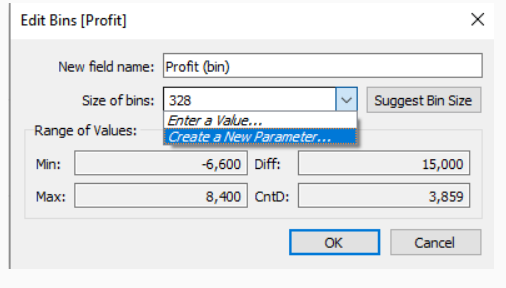 Edit Bins [Profit]
New field name: Profit (bin)
Size of bins: 328 Suggest Bin Size
Enter a Value...
Create a New Parameter...
Range of Values:
Min: -6,600 Diff: 15,000
Max: 8,400 CntD: 3,859
OK Cancel